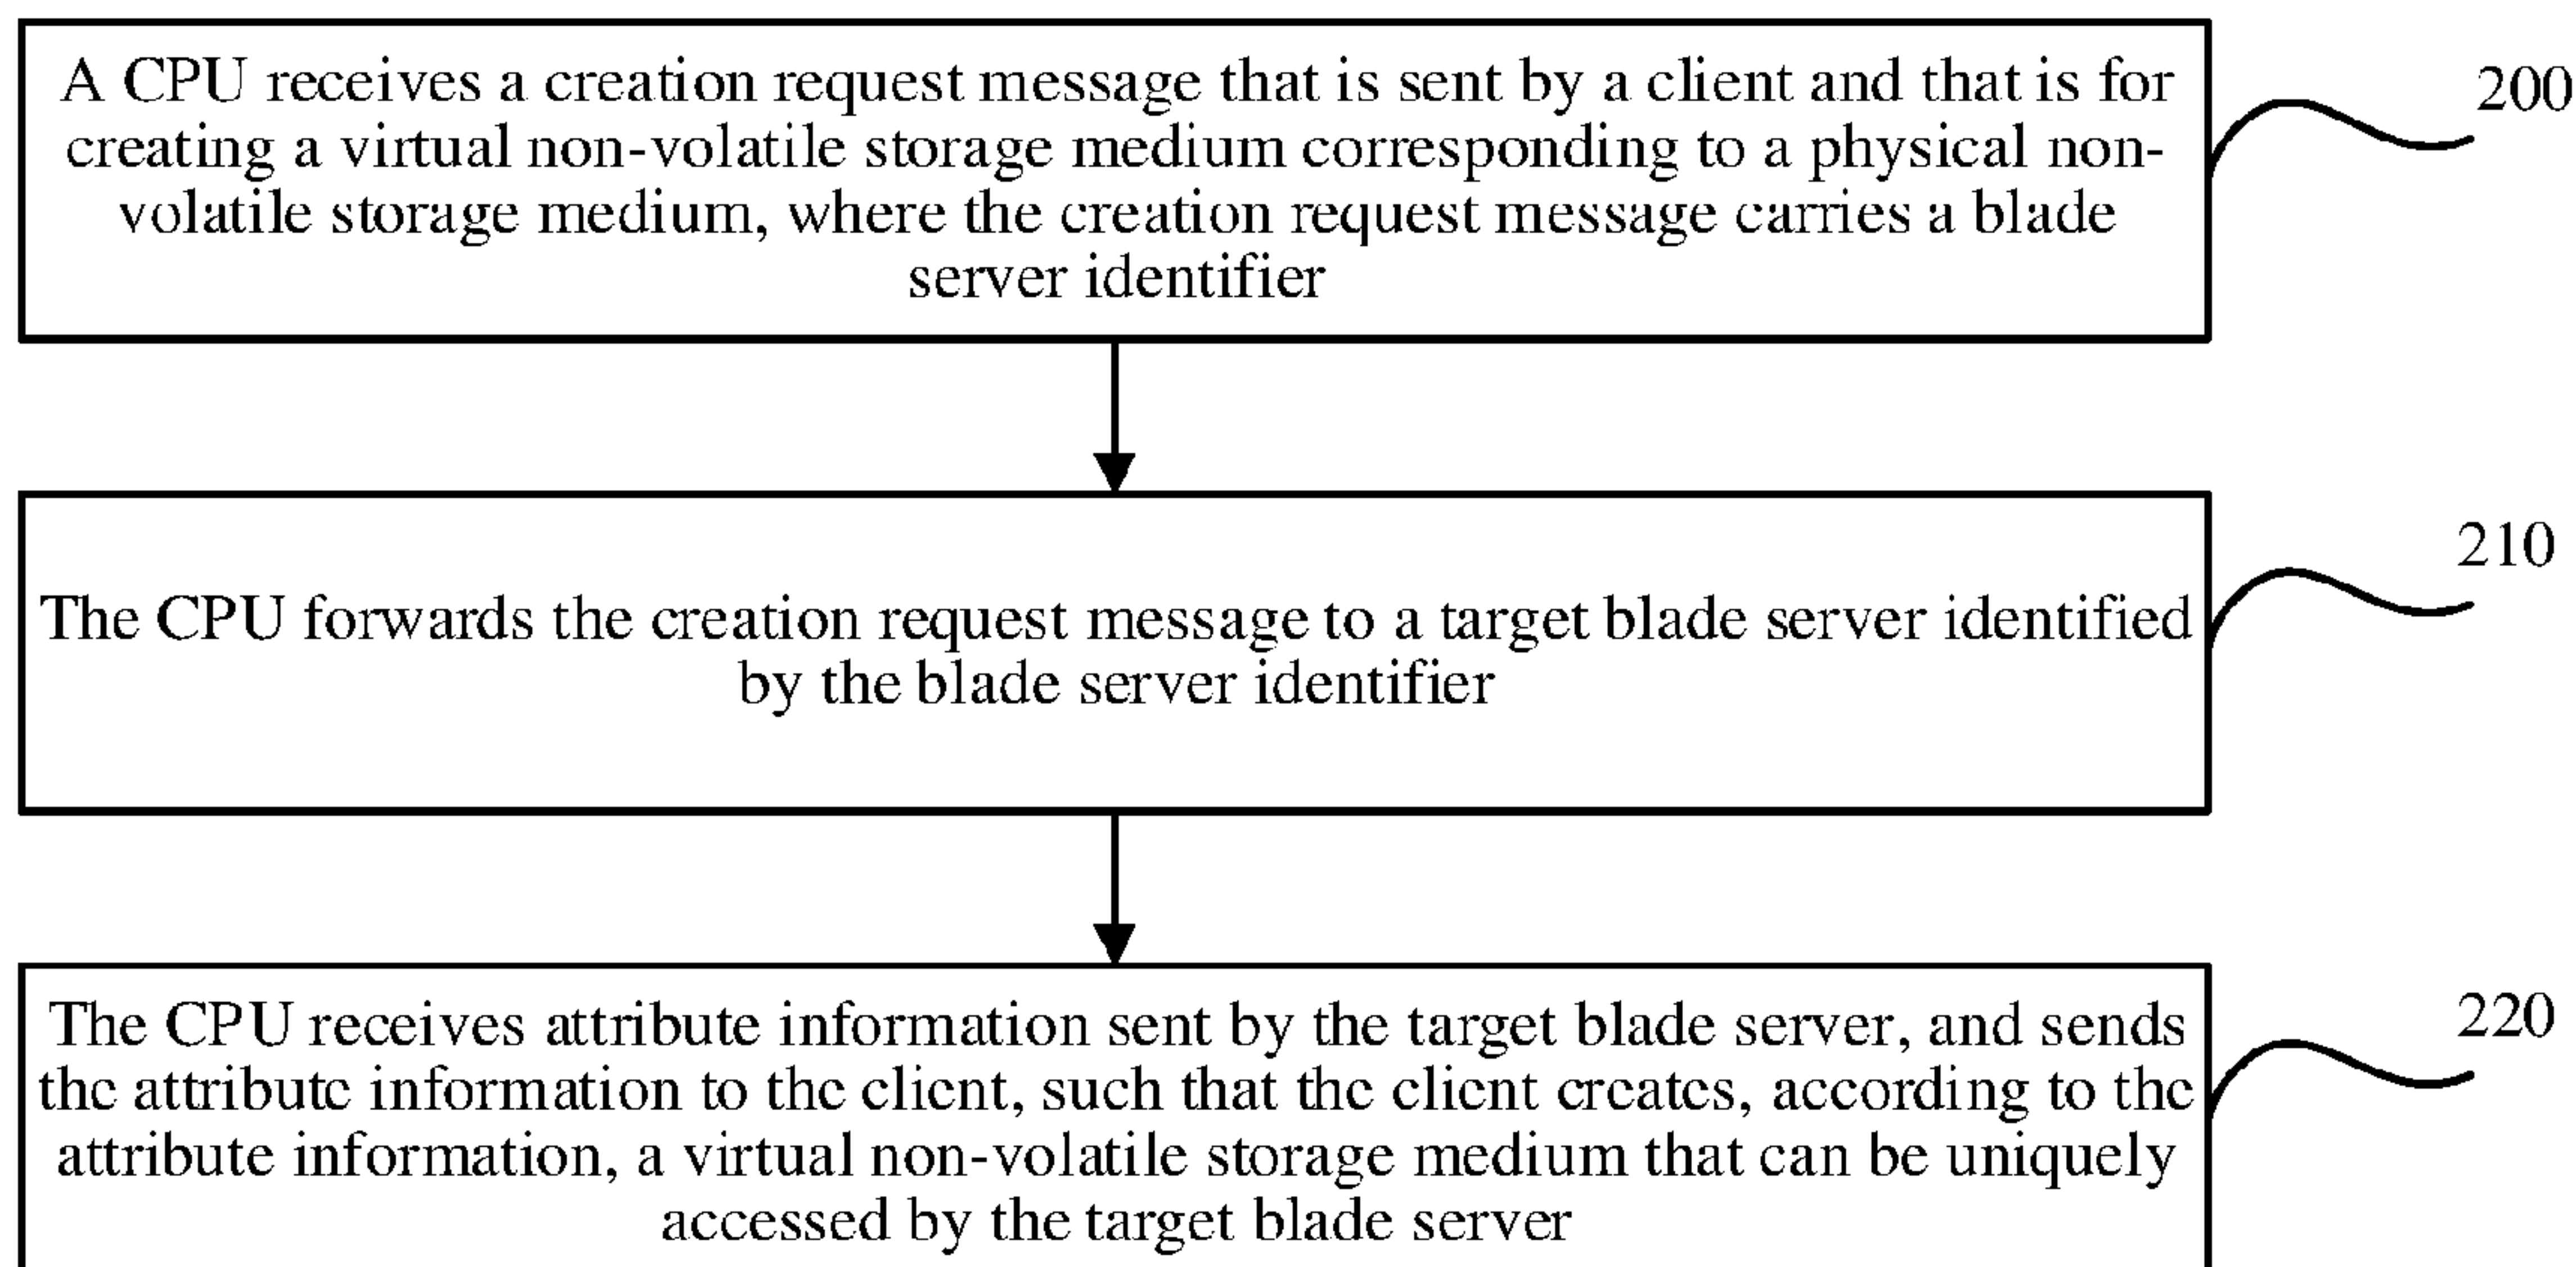 A CPU receives a creation request message that is sent by a client and that is for
creating a virtual non-volatile storage medium corresponding to a physical non-
volatile storage medium, where the creation request message carries a blade
server identifier
200
The CPU forwards the creation request message to a target blade server identified
by the blade server identifier
210
The CPU receives attribute information sent by the target blade server, and sends
the attribute information to the client, such that the client creates, according to the
attribute information, a virtual non-volatile storage medium that can be uniquely
accessed by the target blade server
220